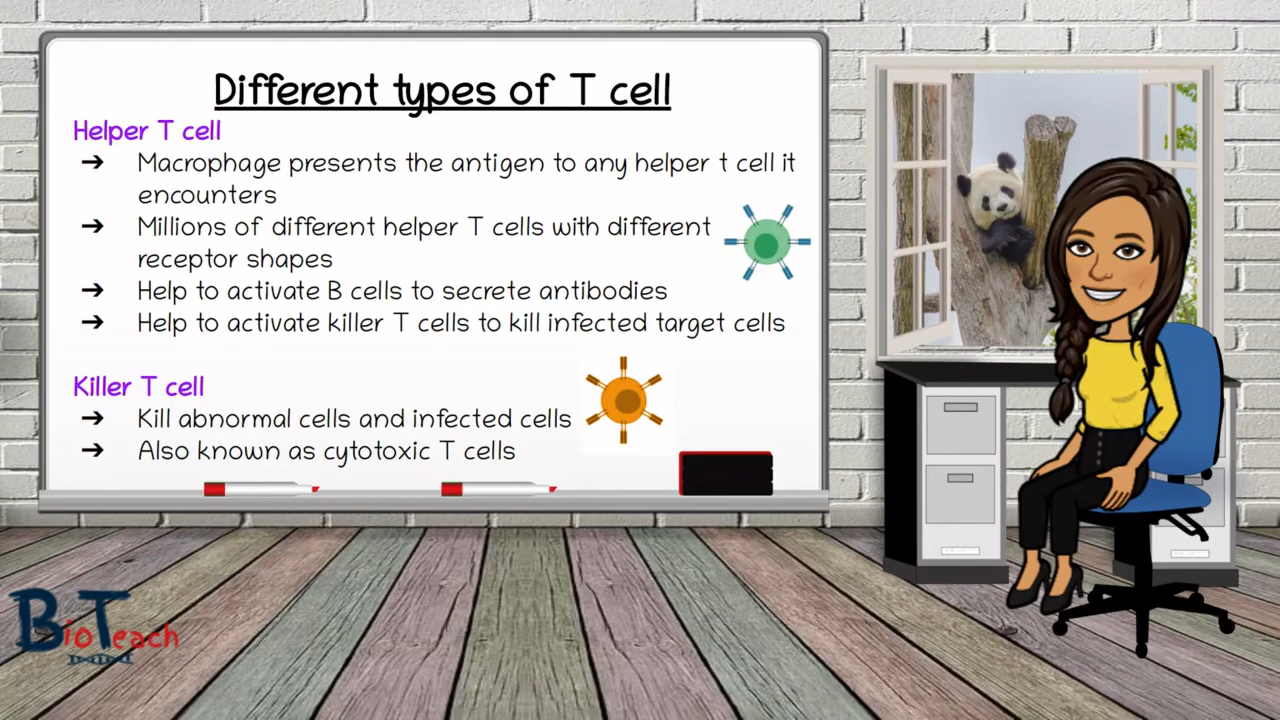 Different types of T cell
Helper T cell
➔ Macrophage presents the antigen to any helper t cell it
encounters
➔ Millions of different helper T cells with different
receptor shapes
➔ Help to activate B cells to secrete antibodies
➔ Help to activate killer T cells to kill infected target cells
Killer T cell
➔ Kill abnormal cells and infected cells
➔ Also known as cytotoxic T cells
BioTeach